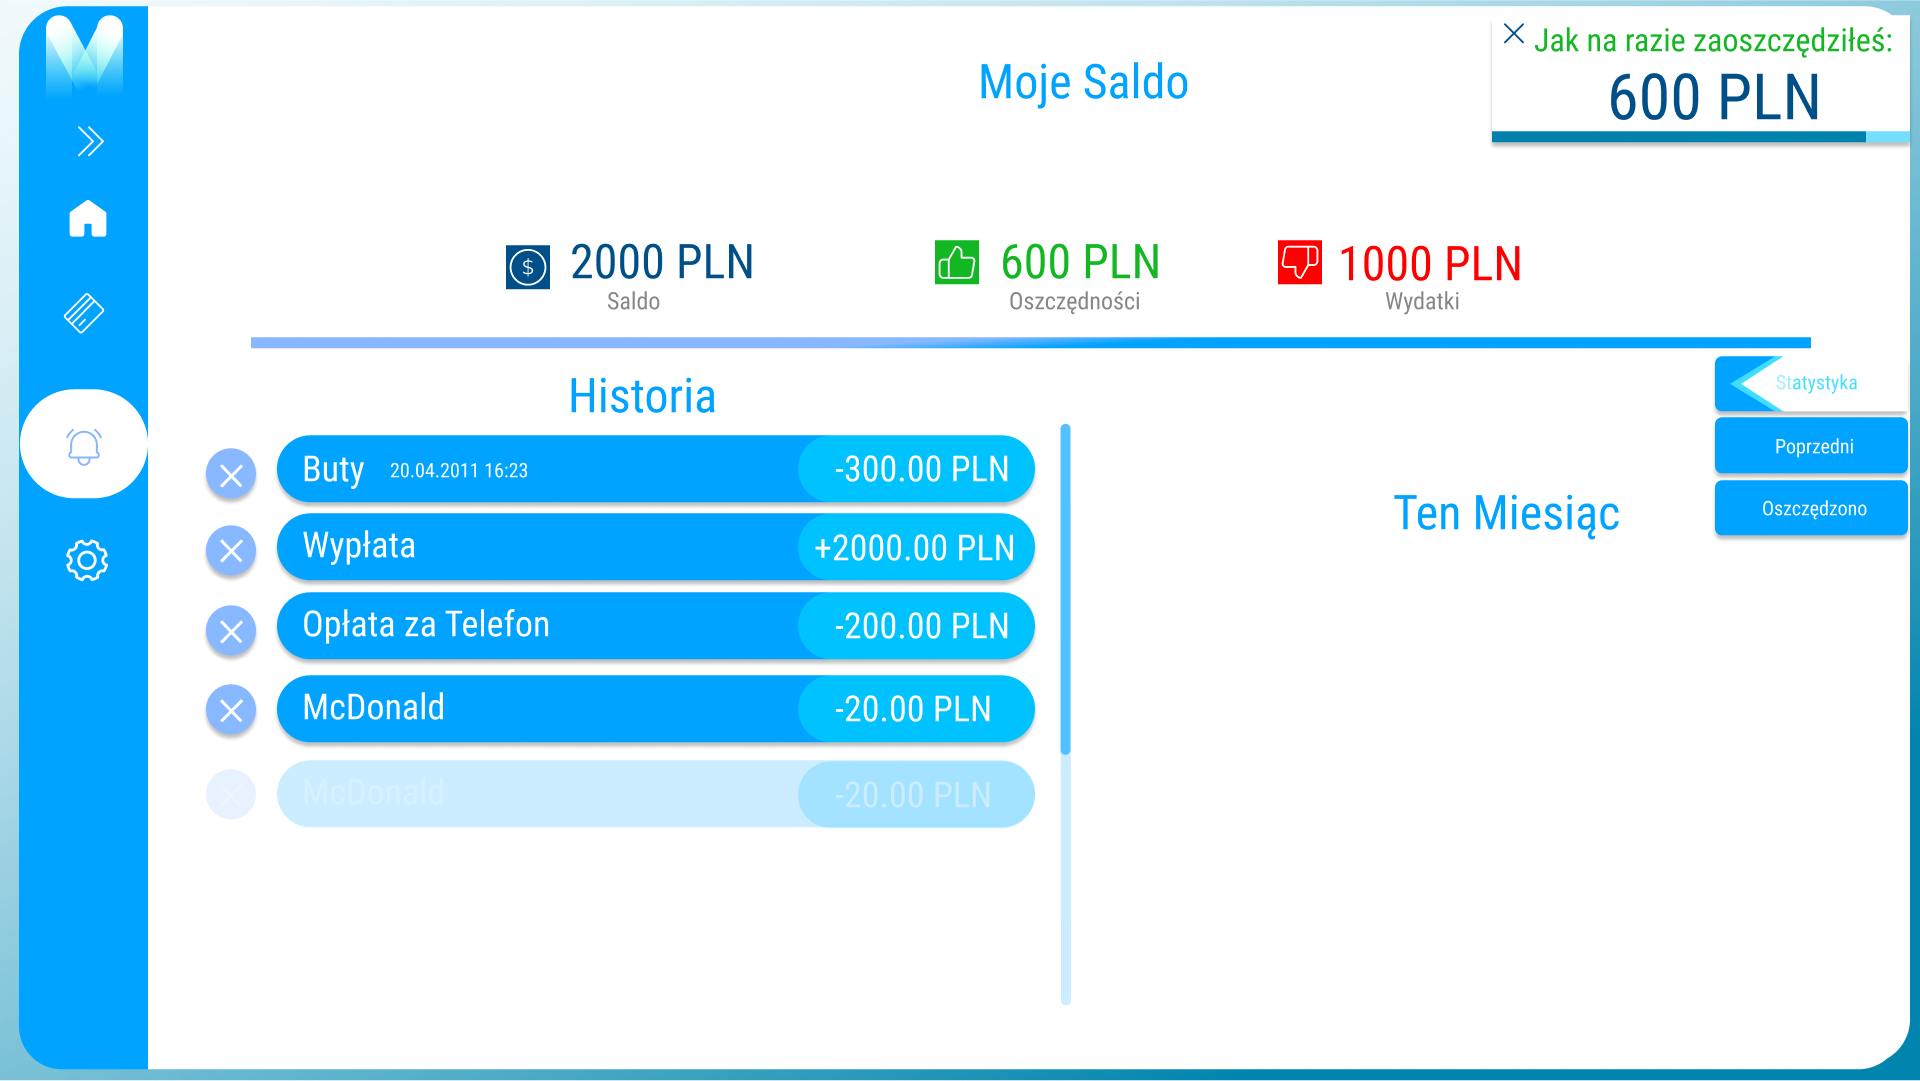 Jak na razie zaoszczędziłeś:
600 PLN
Moje Saldo
2000 PLN
Saldo
600 PLN
Oszczędności
1000 PLN
Wydatki
Historia
Buty 20.04.2011 16:23 -300.00 PLN
Wypłata +2000.00 PLN
Opłata za Telefon -200.00 PLN
McDonald -20.00 PLN
McDonald -20.00 PLN
Statystyka
Poprzedni
Oszczędzono
Ten Miesiąc